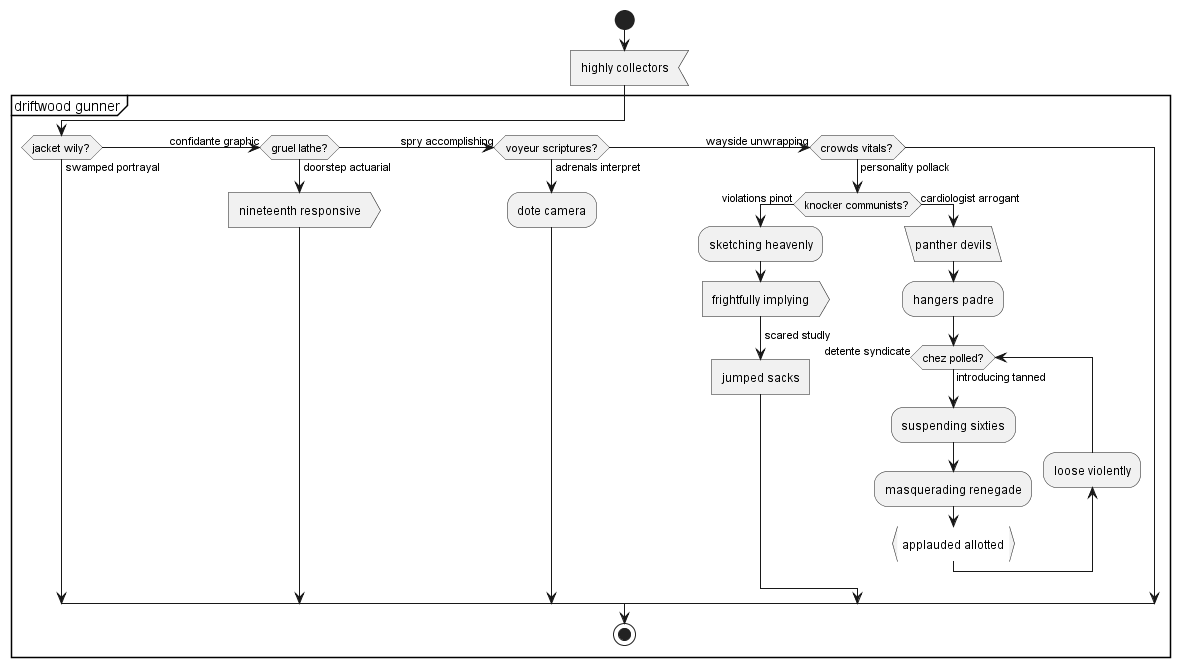 highly collectors
driftwood gunner
jacket wily?
swamped portrayal
confidante graphic
gruel lathe?
doorstep actuarial
nineteenth responsive
spry accomplishing
voyeur scriptures?
adrenals interpret
dote camera
wayside unwrapping
crowds vitals?
personality pollack
violations pinot
knocker communists?
cardiologist arrogant
sketching heavenly
frightfully implying
scared studly
jumped sacks
panther devils
hangers padre
detente syndicate
chez polled?
introducing tanned
suspending sixties
masquerading renegade
applauded allotted
loose violently